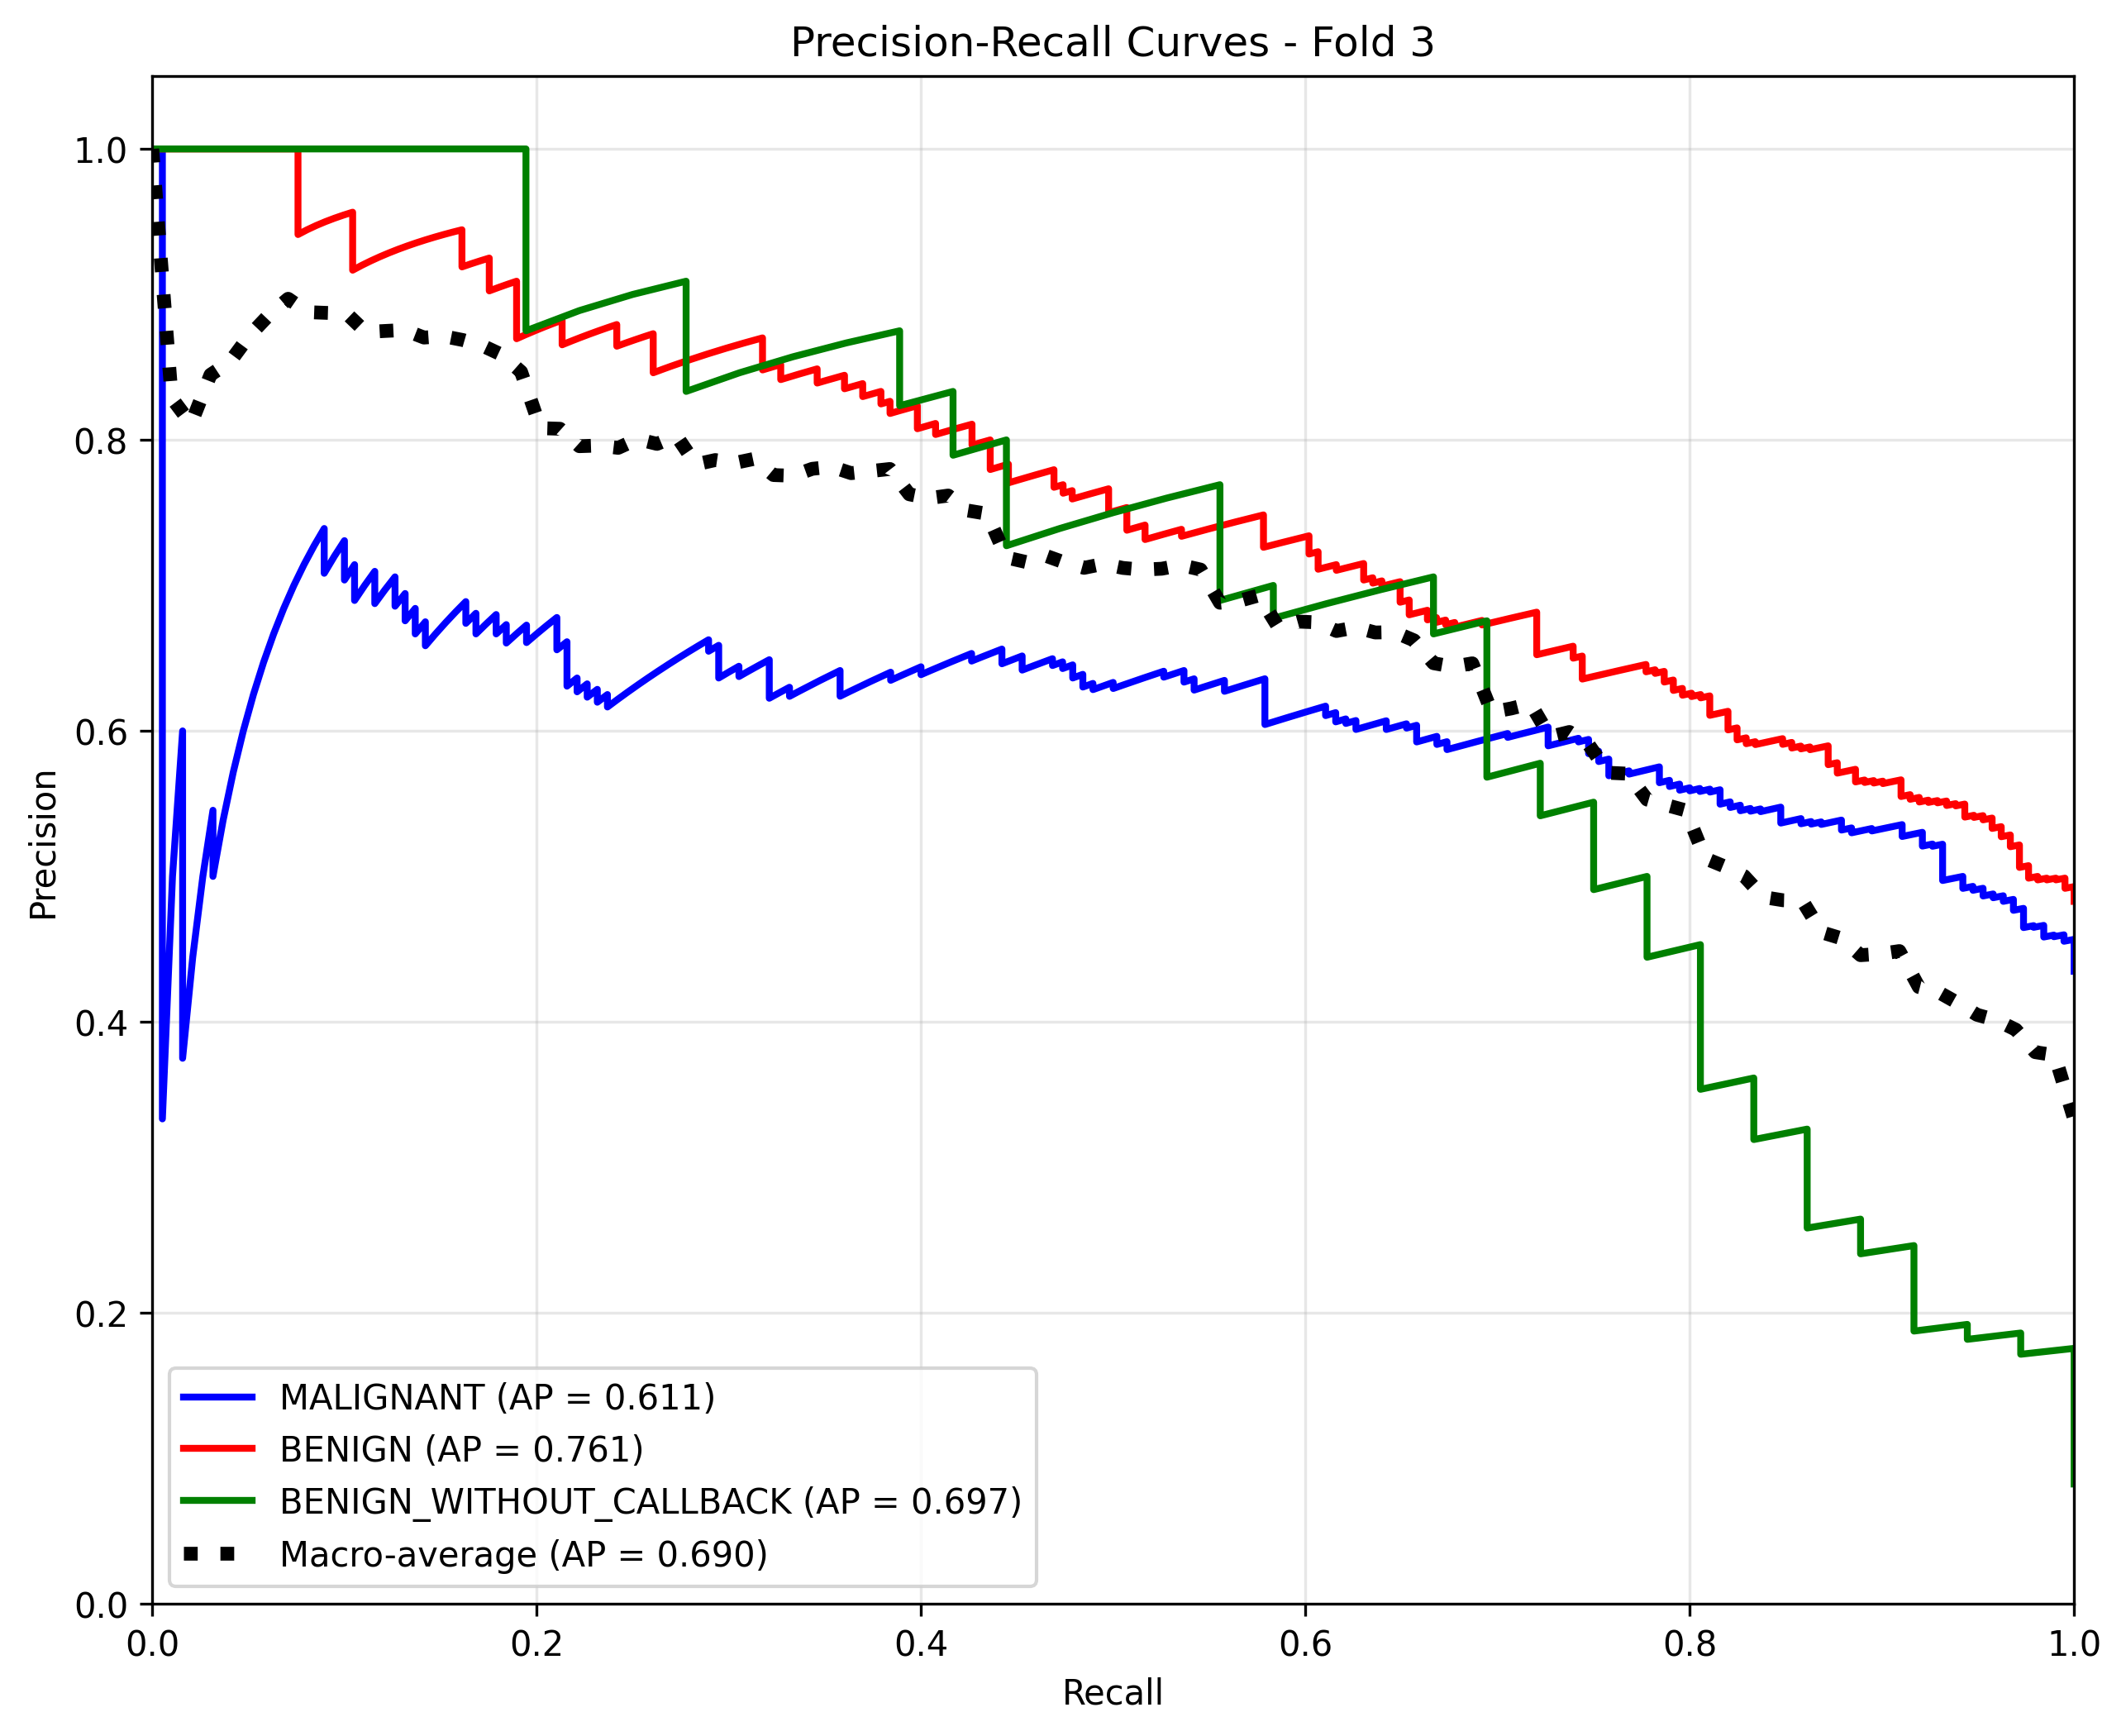 Precision-Recall Curves - Fold 3
Precision
1.0
0.8
0.6
0.4
0.2
0.0
MALIGNANT (AP = 0.611)
BENIGN (AP = 0.761)
BENIGN_WITHOUT_CALLBACK (AP = 0.697)
Macro-average (AP = 0.690)
0.0 0.2 0.4 0.6 0.8 1.0
Recall